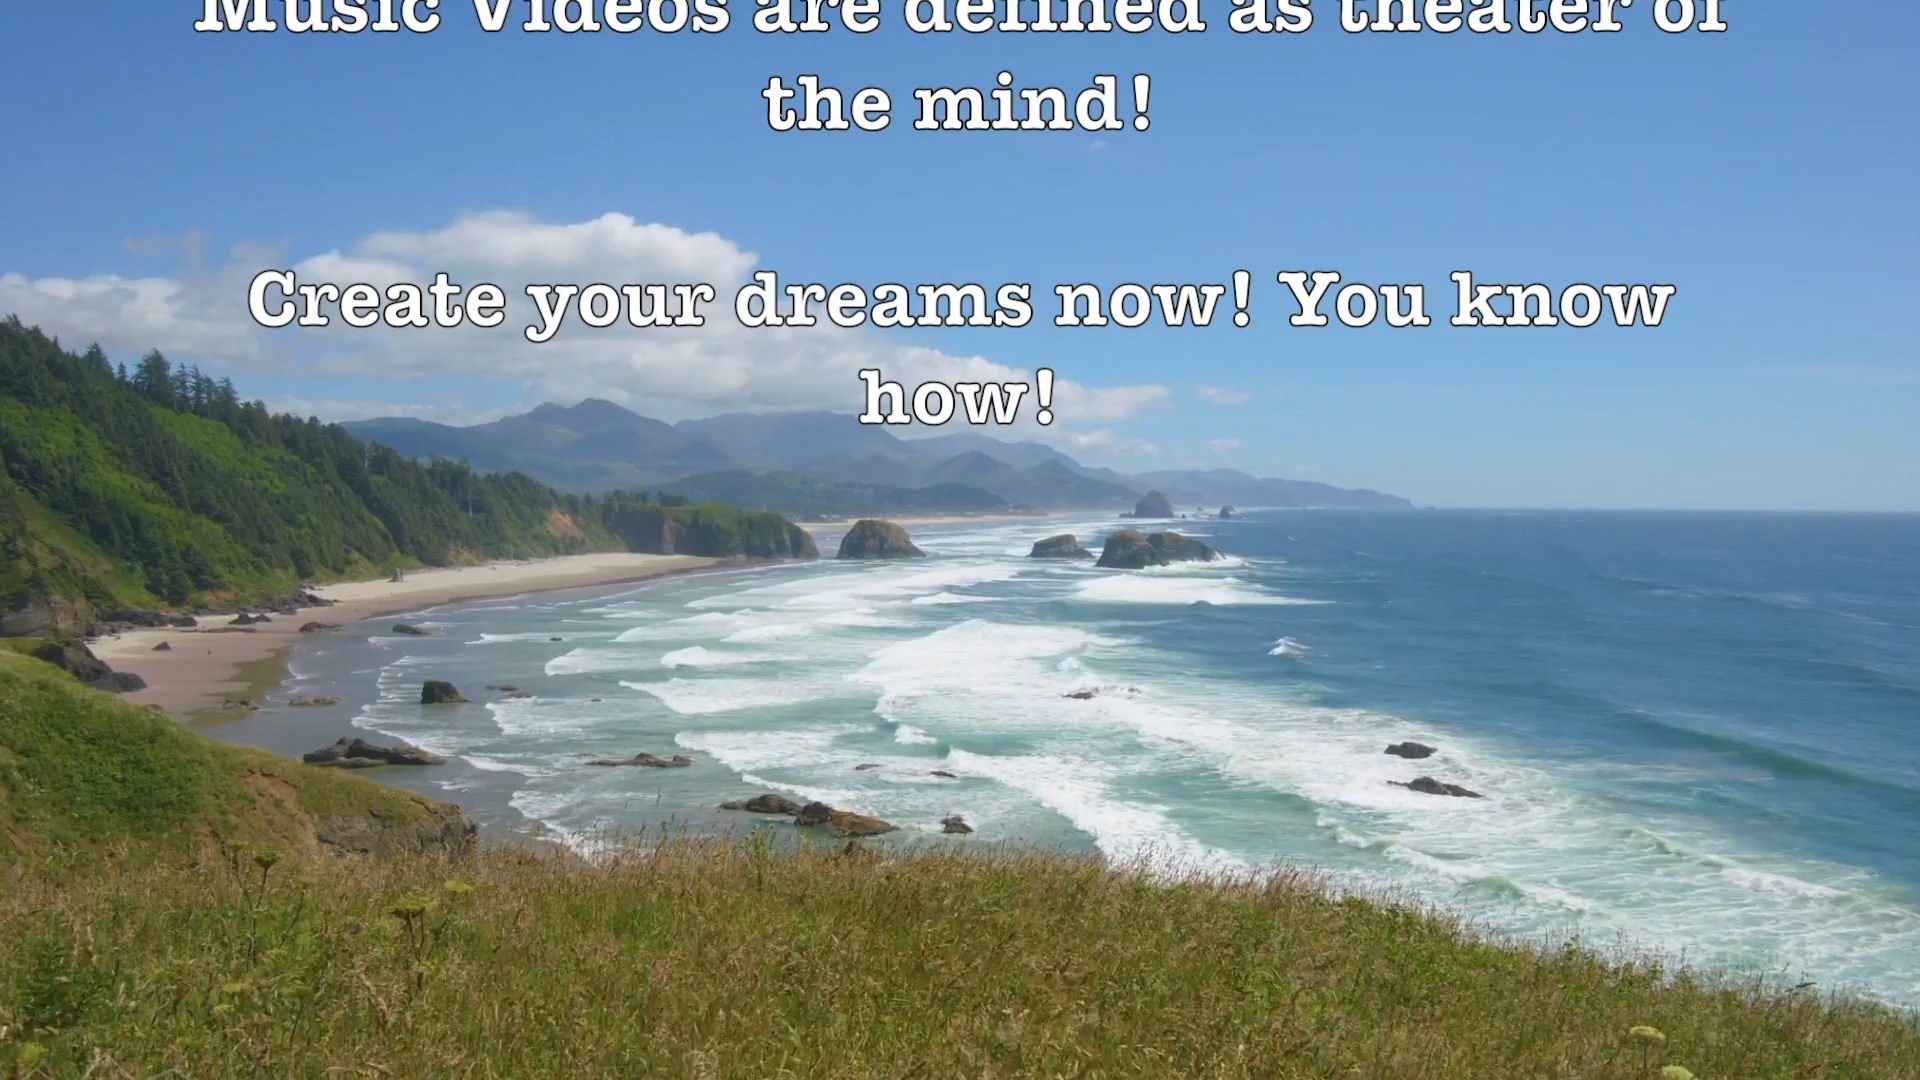 Music Videos are defined as theater of
the mind!
Create your dreams now! You know
how!